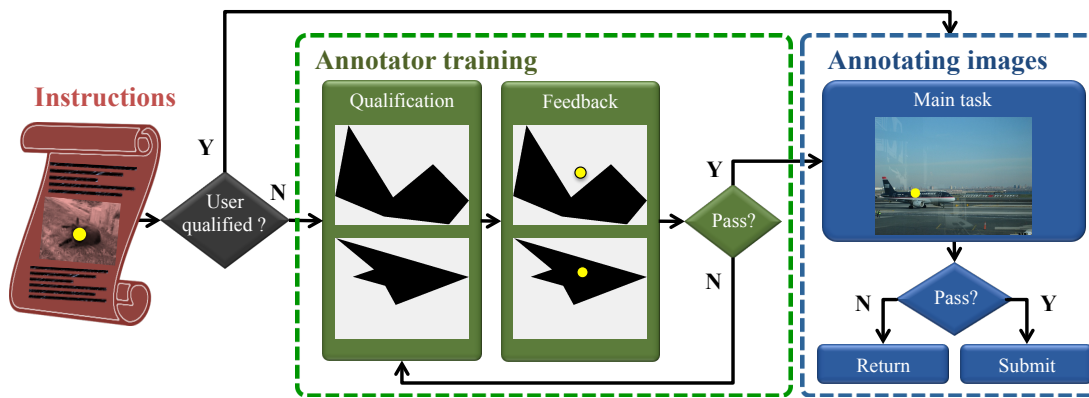 Instructions
Y
User
qualified ?
N
Annotator training
Qualification
Feedback
Y
Pass?
N
Annotating images
Main task
Pass?
N
Y
Return
Submit